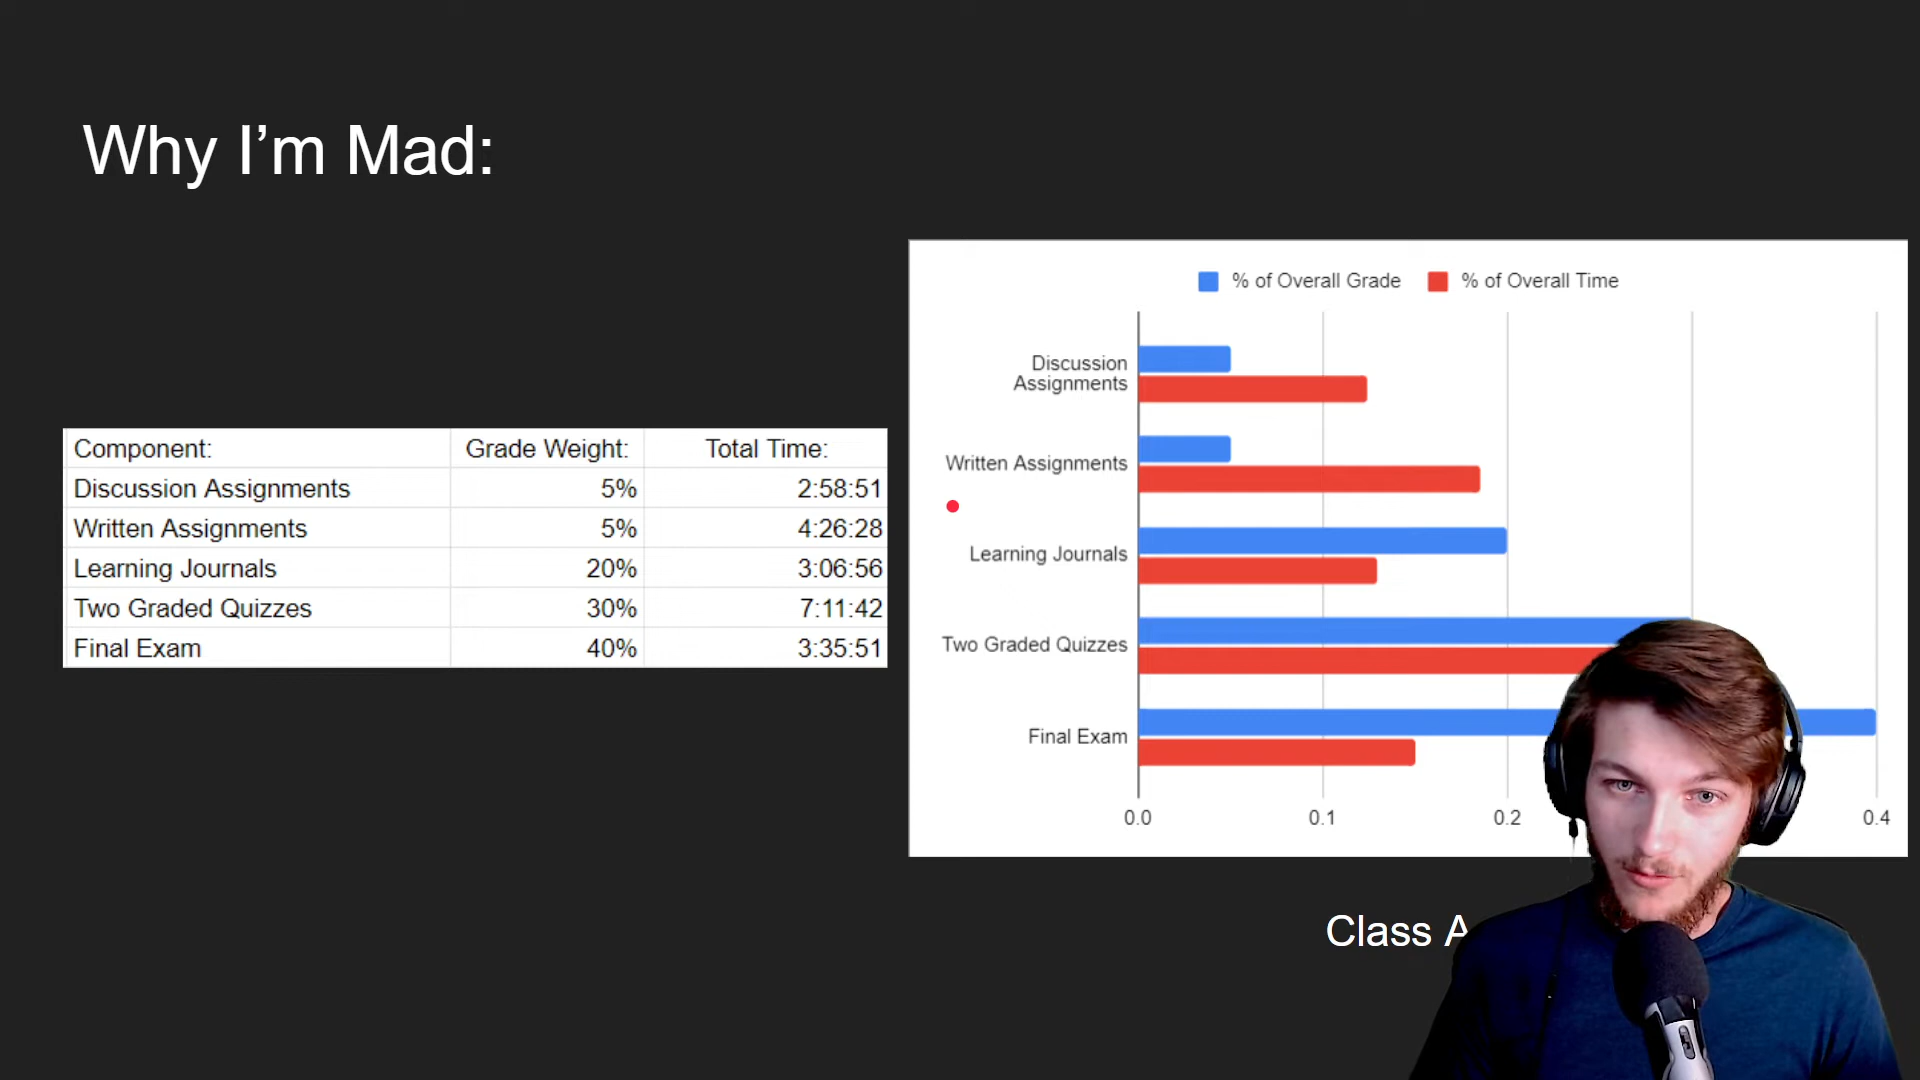 Why I'm Mad:
Component: Grade Weight: Total Time:
Discussion Assignments 5% 2:58:51
Written Assignments 5% 4:26:28
Learning Journals 20% 3:06:56
Two Graded Quizzes 30% 7:11:42
Final Exam 40% 3:35:51
% of Overall Grade % of Overall Time
Discussion
Assignments
Written Assignments
Learning Journals
Two Graded Quizzes
Final Exam
0.0 0.1 0.2 0.4
Class